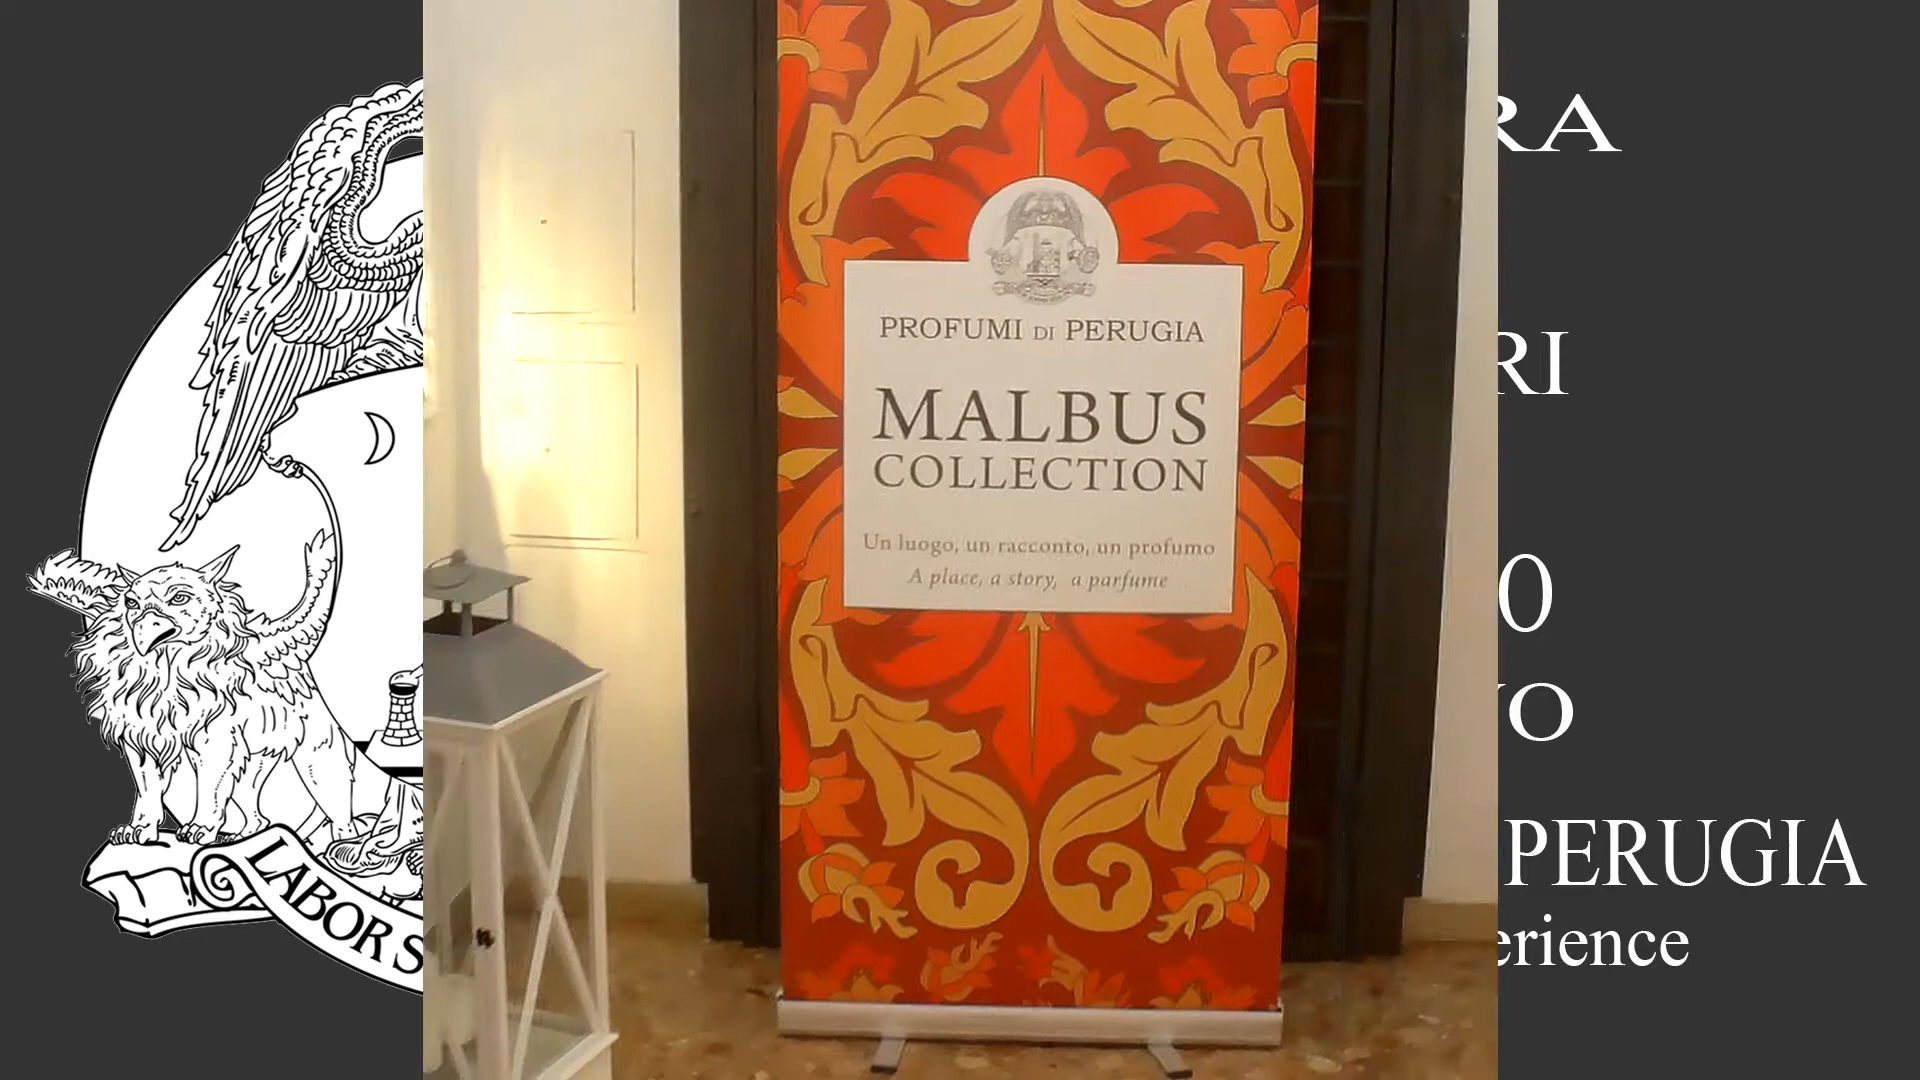 RA
RI
0
VO
PERUGIA
erience
LABOR S
PROFUMI DI PERUGIA
MALBUS
COLLECTION
Un luogo, un racconto, un profumo
A place, a story, a parfume